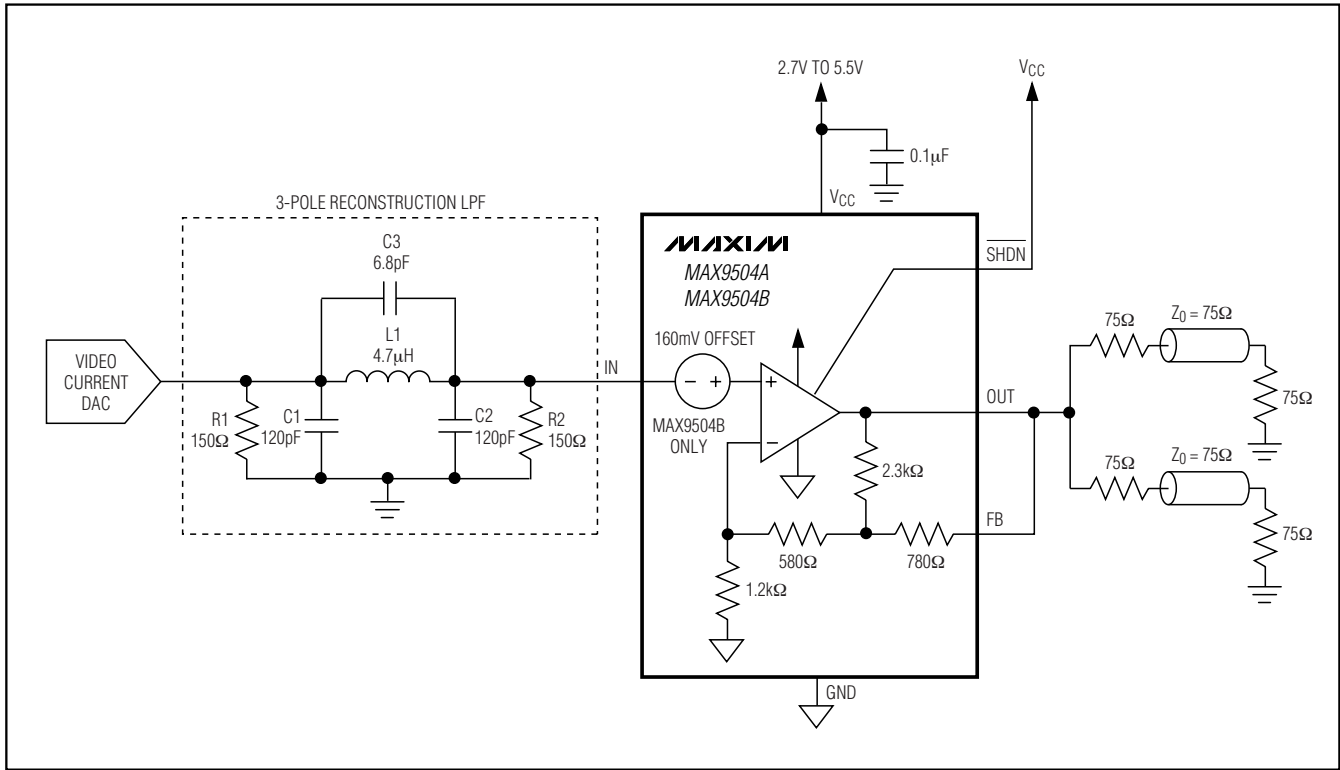 2.7V TO 5.5V
VCC
0.1µF
VCC
3-POLE RECONSTRUCTION LPF
C3
6.8pF
L1
4.7µH
VIDEO
CURRENT
DAC
R1
150Ω
C1
120pF
C2
120pF
R2
150Ω
IN
MAXIM
MAX9504A
MAX9504B
SHDN
160mV OFFSET
- +
MAX9504B
ONLY
+
−
OUT
2.3kΩ
FB
580Ω
780Ω
1.2kΩ
GND
75Ω
Z0 = 75Ω
75Ω
75Ω
Z0 = 75Ω
75Ω